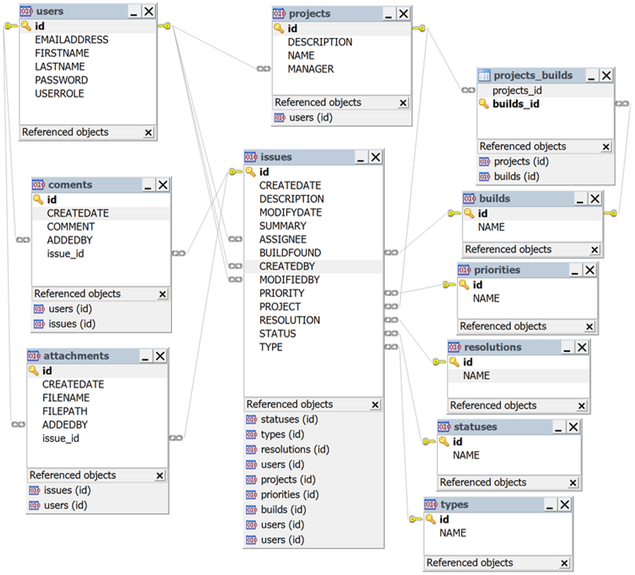 users
id
EMAILADDRESS
FIRSTNAME
LASTNAME
PASSWORD
USERROLE
Referenced objects
projects
id
DESCRIPTION
NAME
MANAGER
Referenced objects
users (id)
projects_builds
projects_id
builds_id
Referenced objects
projects (id)
builds (id)
coments
id
CREATEDATE
COMMENT
ADDEDBY
issue_id
Referenced objects
users (id)
issues (id)
issues
id
CREATEDATE
DESCRIPTION
MODIFYDATE
SUMMARY
ASSIGNEE
BUILDFOUND
CREATEDBY
MODIFIEDBY
PRIORITY
PROJECT
RESOLUTION
STATUS
TYPE
Referenced objects
statuses (id)
types (id)
resolutions (id)
users (id)
projects (id)
priorities (id)
builds (id)
users (id)
users (id)
builds
id
NAME
priorities
id
NAME
Referenced objects
attachments
id
CREATEDATE
FILENAME
FILEPATH
ADDEDBY
issue_id
Referenced objects
issues (id)
users (id)
resolutions
id
NAME
Referenced objects
statuses
id
NAME
Referenced objects
types
id
NAME
Referenced objects